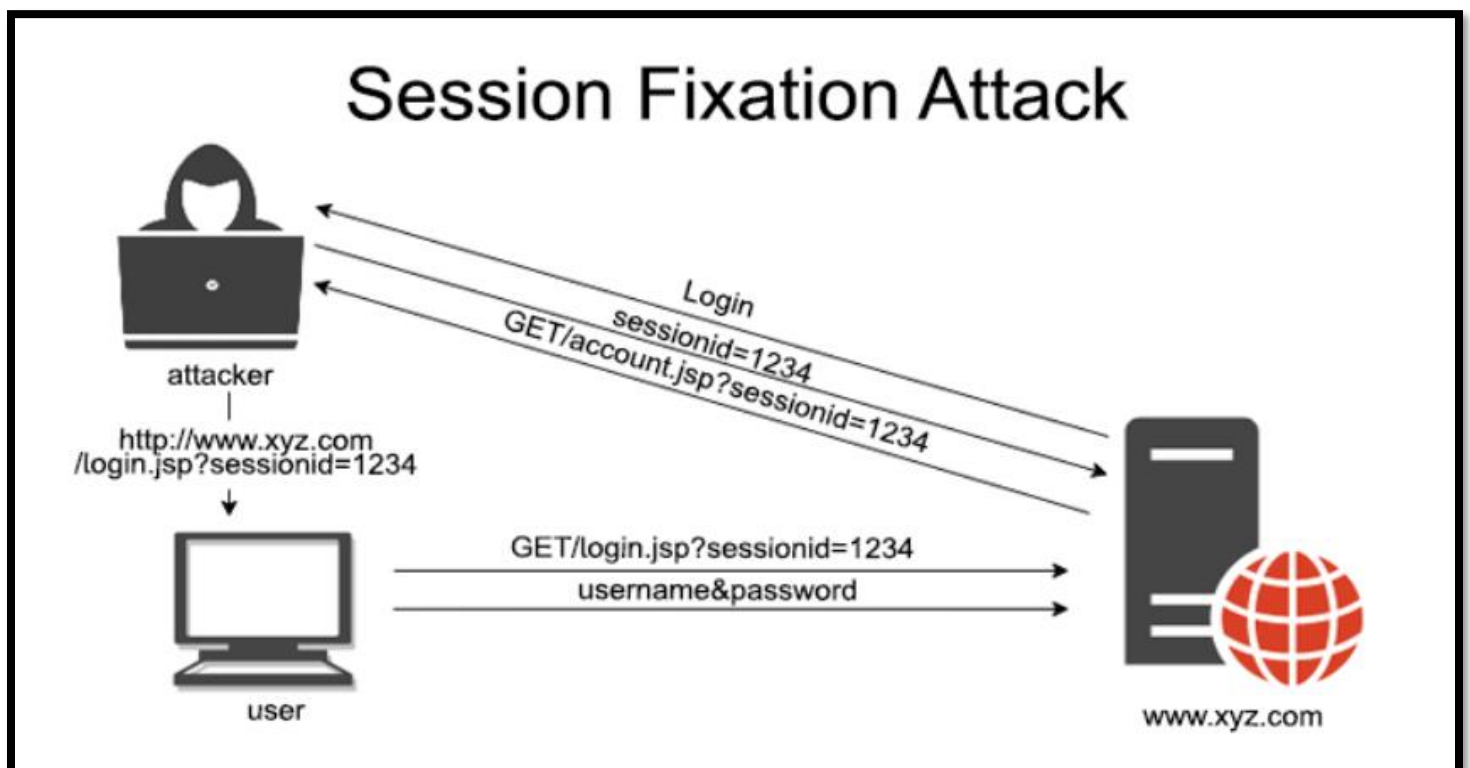 Session Fixation Attack
Login
sessionid=1234
GET/account.jsp?sessionid=1234
attacker
http://www.xyz.com
/login.jsp?sessionid=1234
GET/login.jsp?sessionid=1234
username&password
user
www.xyz.com